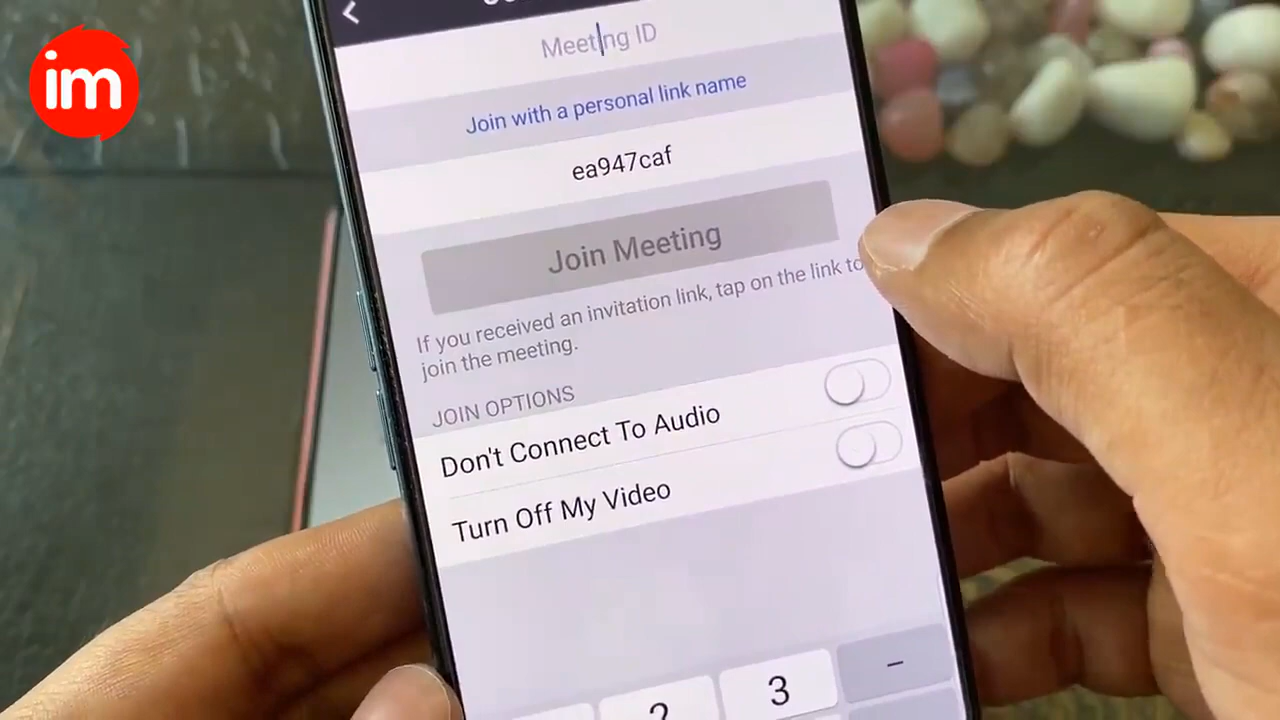 im
Meeting ID
Join with a personal link name
ea947caf
Join Meeting
If you received an invitation link, tap on the link to
join the meeting.
JOIN OPTIONS
Don't Connect To Audio
Turn Off My Video
2
3
-